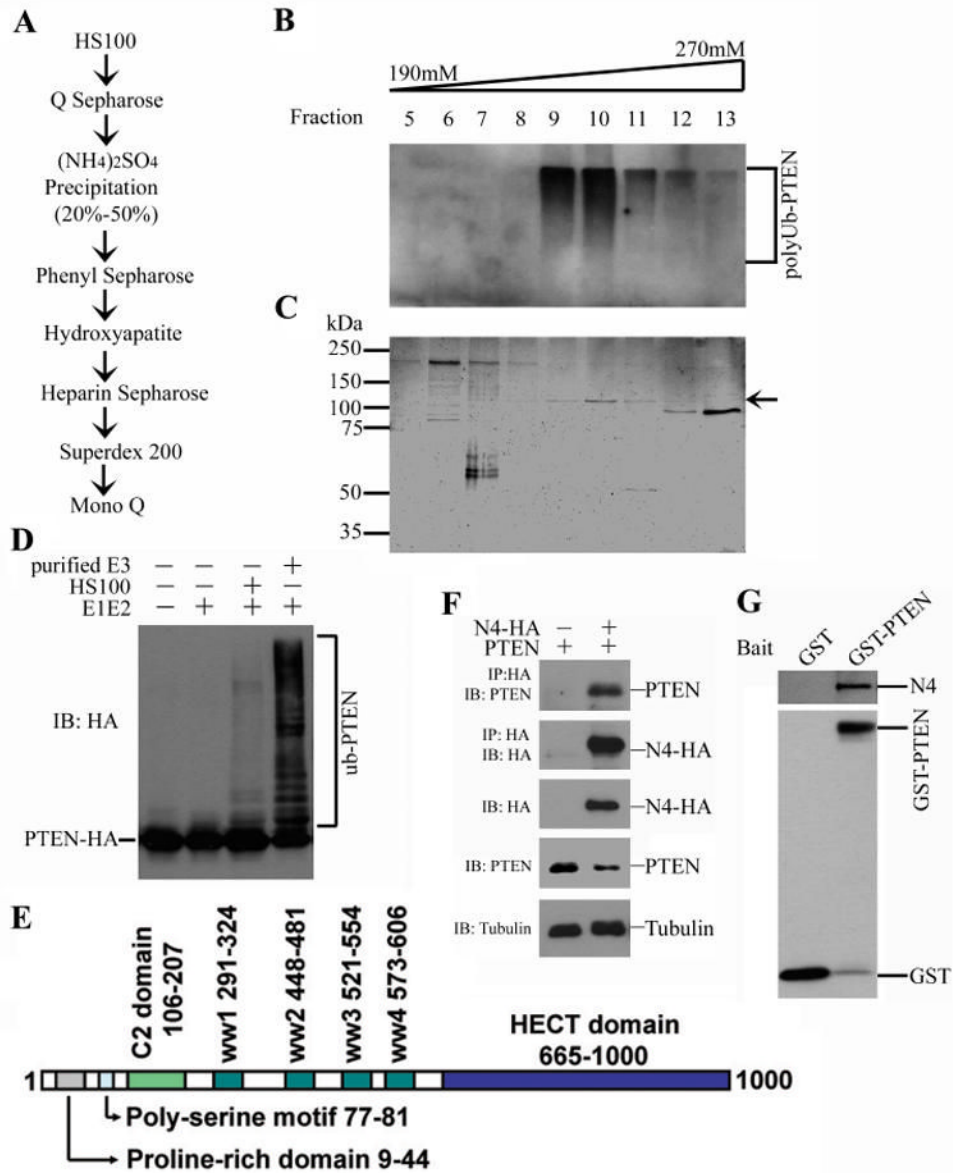 A
HS100
Q Sepharose
(NH4)2SO4
Precipitation
(20%-50%)
Phenyl Sepharose
Hydroxyapatite
Heparin Sepharose
Superdex 200
Mono Q
B
190mM
270mM
Fraction 5 6 7 8 9 10 11 12 13
polyUb-PTEN
C
kDa
250
150
100
75
50
35
D
purified E3 − − − +
HS100 − − + −
E1E2 − + + +
IB: HA
ub-PTEN
PTEN-HA
E
C2 domain
106-207
ww1 291-324
ww2 448-481
ww3 521-554
ww4 573-606
HECT domain
665-1000
1
1000
Poly-serine motif 77-81
Proline-rich domain 9-44
F
N4-HA − +
PTEN + +
IP:HA
IB: PTEN
PTEN
IP: HA
IB: HA
N4-HA
IB: HA
N4-HA
IB: PTEN
PTEN
IB: Tubulin
Tubulin
G
Bait GST GST-PTEN
N4
GST-PTEN
GST